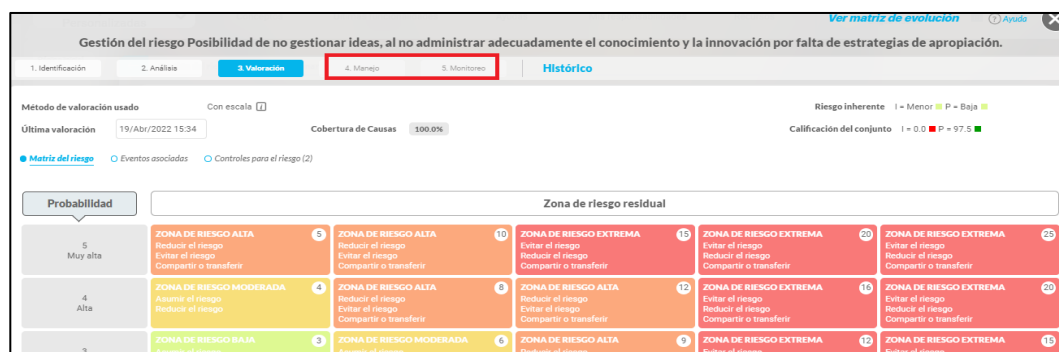 Ver matriz de evolución ? Ayuda X
Gestión del riesgo Posibilidad de no gestionar ideas, al no administrar adecuadamente el conocimiento y la innovación por falta de estrategias de apropiación.
1. Identificación 2. Análisis 3. Valoración 4. Manejo 5. Monitoreo Histórico
Método de valoración usado Con escala i Riesgo inherente I = Menor P = Baja
Última valoración 19/Abr/2022 15:34 Cobertura de Causas 100.0% Calificación del conjunto I = 0.0 P = 97.5
Matriz del riesgo Eventos asociadas Controles para el riesgo (2)
Probabilidad Zona de riesgo residual
5 Muy alta
ZONA DE RIESGO ALTA 5
Reducir el riesgo
Evitar el riesgo
Compartir o transferir
ZONA DE RIESGO ALTA 10
Reducir el riesgo
Evitar el riesgo
Compartir o transferir
ZONA DE RIESGO EXTREMA 15
Evitar el riesgo
Reducir el riesgo
Compartir o transferir
ZONA DE RIESGO EXTREMA 20
Evitar el riesgo
Reducir el riesgo
Compartir o transferir
ZONA DE RIESGO EXTREMA 25
Evitar el riesgo
Reducir el riesgo
Compartir o transferir
4 Alta
ZONA DE RIESGO MODERADA 4
Asumir el riesgo
Reducir el riesgo
ZONA DE RIESGO ALTA 8
Reducir el riesgo
Evitar el riesgo
Compartir o transferir
ZONA DE RIESGO ALTA 12
Reducir el riesgo
Evitar el riesgo
Compartir o transferir
ZONA DE RIESGO EXTREMA 16
Evitar el riesgo
Reducir el riesgo
Compartir o transferir
ZONA DE RIESGO EXTREMA 20
Evitar el riesgo
Reducir el riesgo
Compartir o transferir
3
ZONA DE RIESGO BAJA 3
ZONA DE RIESGO MODERADA 6
ZONA DE RIESGO ALTA 9
ZONA DE RIESGO EXTREMA 12
ZONA DE RIESGO EXTREMA 15